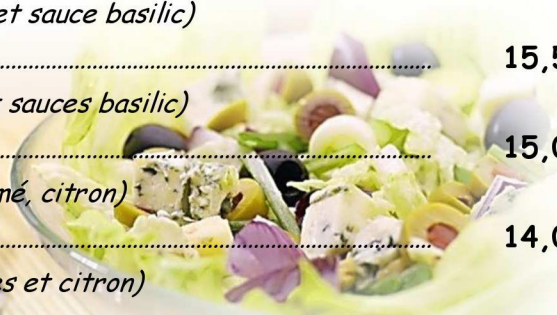 et sauce basilic)
15,5
sauces basilic)
15,0
mé, citron)
14,0
es et citron)